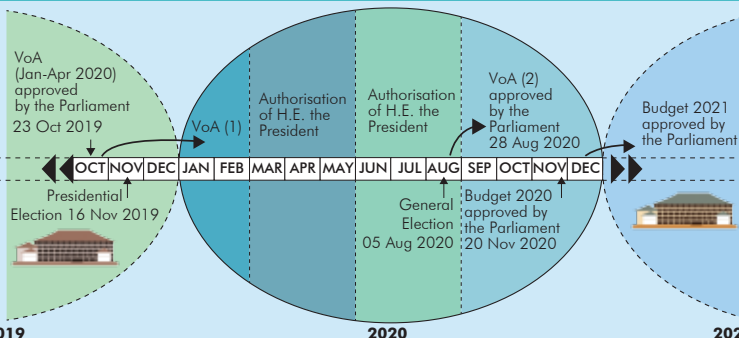 VoA
(Jan-Apr 2020)
approved
by the Parliament
23 Oct 2019
VoA (1)
Authorisation
of H.E. the
President
Authorisation
of H.E. the
President
VoA (2)
approved
by the
Parliament
28 Aug 2020
Budget 2021
approved by
the Parliament
OCT NOV DEC JAN FEB MAR APR MAY JUN JUL AUG SEP OCT NOV DEC
Presidential
Election 16 Nov 2019
General
Election
05 Aug 2020
Budget 2020
approved by
the Parliament
20 Nov 2020
2020